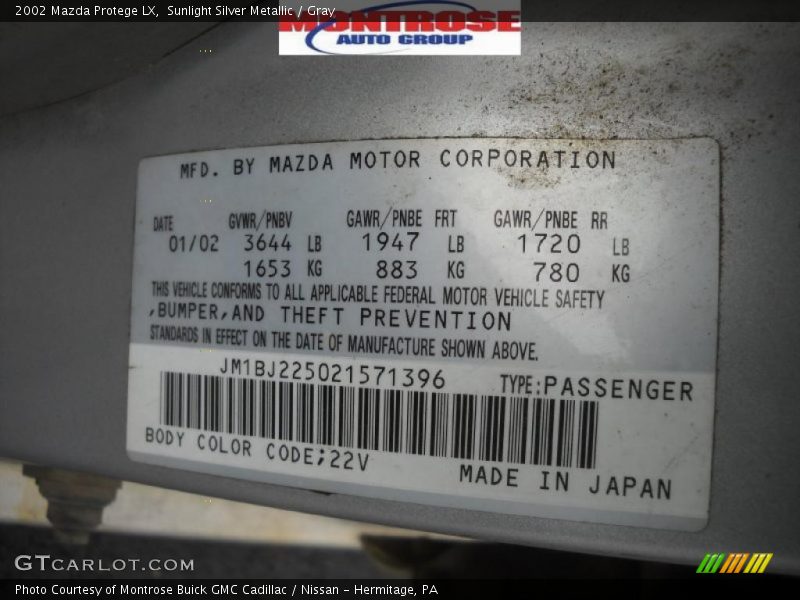 2002 Mazda Protege LX,  Sunlight Silver Metallic / Gray
MONTROSE
AUTO GROUP
MFD. BY MAZDA MOTOR CORPORATION
DATE GVWR/PNBV GAWR/PNBE FRT GAWR/PNBE RR
01/02 3644 LB 1947 LB 1720 LB
1653 KG 883 KG 780 KG
THIS VEHICLE CONFORMS TO ALL APPLICABLE FEDERAL MOTOR VEHICLE SAFETY
,BUMPER,AND THEFT PREVENTION
STANDARDS IN EFFECT ON THE DATE OF MANUFACTURE SHOWN ABOVE.
JM1BJ225021571396 TYPE:PASSENGER
BODY COLOR CODE;22V
MADE IN JAPAN
GTCARLOT.COM
Photo Courtesy of Montrose Buick GMC Cadillac / Nissan - Hermitage, PA